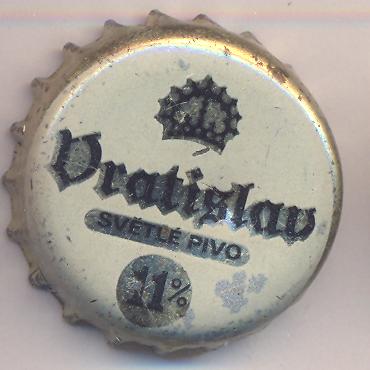 Vratislav
SVĚTLÉ PIVO
11%